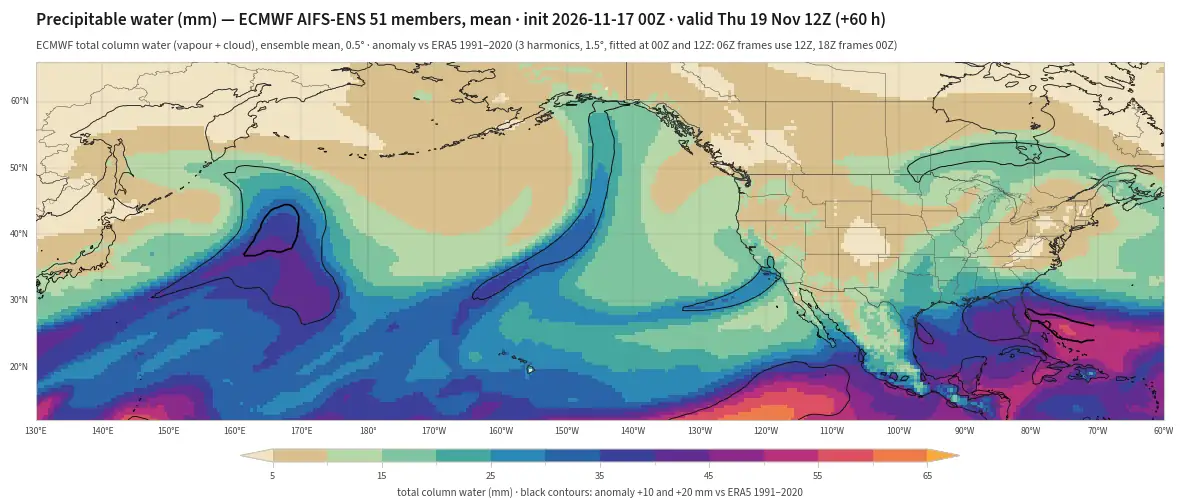 Precipitable water (mm) — ECMWF AIFS-ENS 51 members, mean · init 2026-11-17 00Z · valid Thu 19 Nov 12Z (+60 h)
ECMWF total column water (vapour + cloud), ensemble mean, 0.5° · anomaly vs ERA5 1991–2020 (3 harmonics, 1.5°, fitted at 00Z and 12Z: 06Z frames use 12Z, 18Z frames 00Z)
60°N
50°N
40°N
30°N
20°N
130°E 140°E 150°E 160°E 170°E 180° 170°W 160°W 150°W 140°W 130°W 120°W 110°W 100°W 90°W 80°W 70°W 60°W
5 15 25 35 45 55 65
total column water (mm) · black contours: anomaly +10 and +20 mm vs ERA5 1991–2020